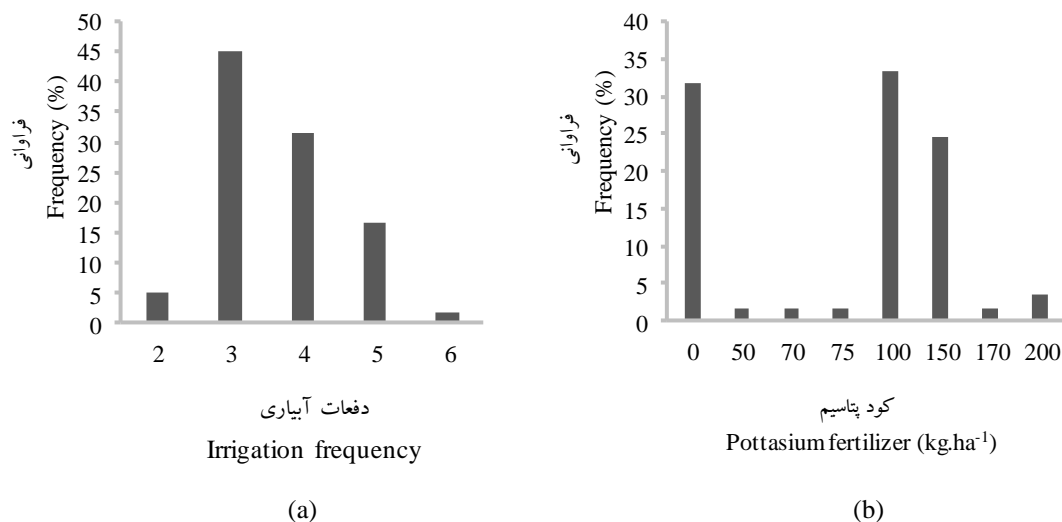 50
45
40
35
30
25
20
15
10
5
0
فراوانی
Frequency (%)
2 3 4 5 6
دفعات آبیاری
Irrigation frequency
(a)
40
35
30
25
20
15
10
5
0
فراوانی
Frequency (%)
0 50 70 75 100 150 170 200
کود پتاسیم
Pottasium fertilizer (kg.ha-1)
(b)